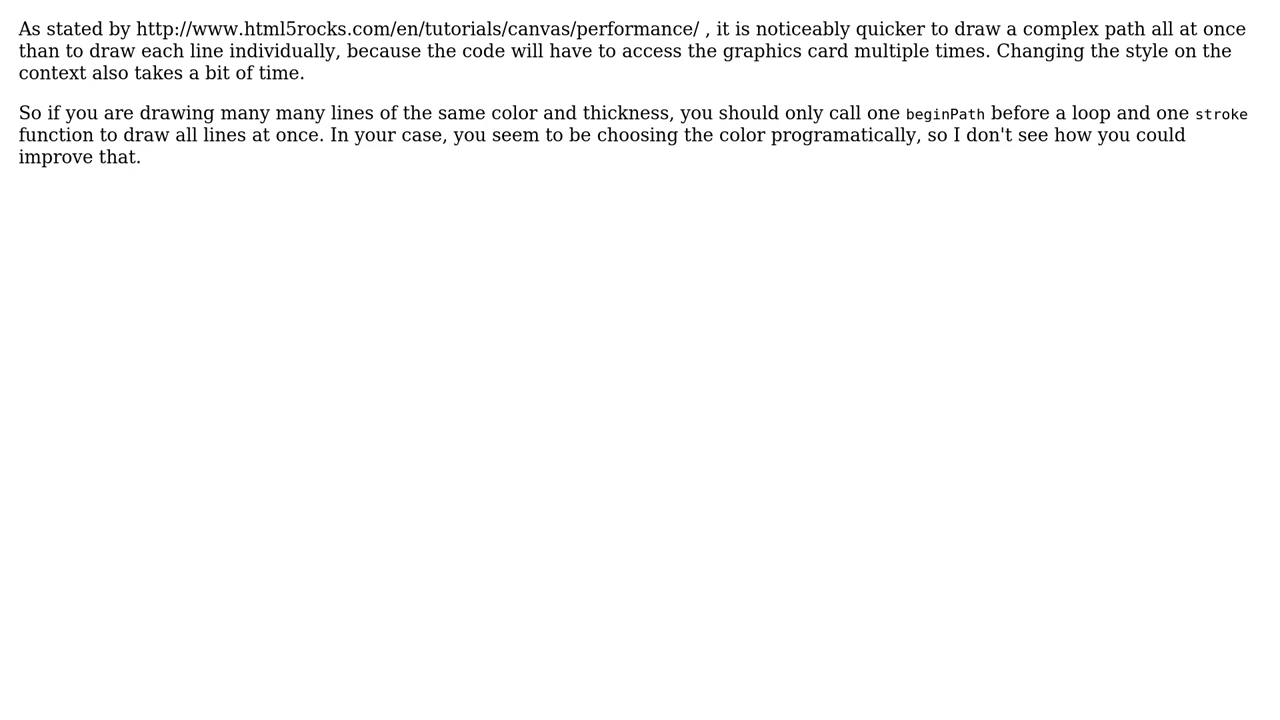 As stated by http://www.html5rocks.com/en/tutorials/canvas/performance/ , it is noticeably quicker to draw a complex path all at once
than to draw each line individually, because the code will have to access the graphics card multiple times. Changing the style on the
context also takes a bit of time.
So if you are drawing many many lines of the same color and thickness, you should only call one beginPath before a loop and one stroke
function to draw all lines at once. In your case, you seem to be choosing the color programatically, so I don't see how you could
improve that.